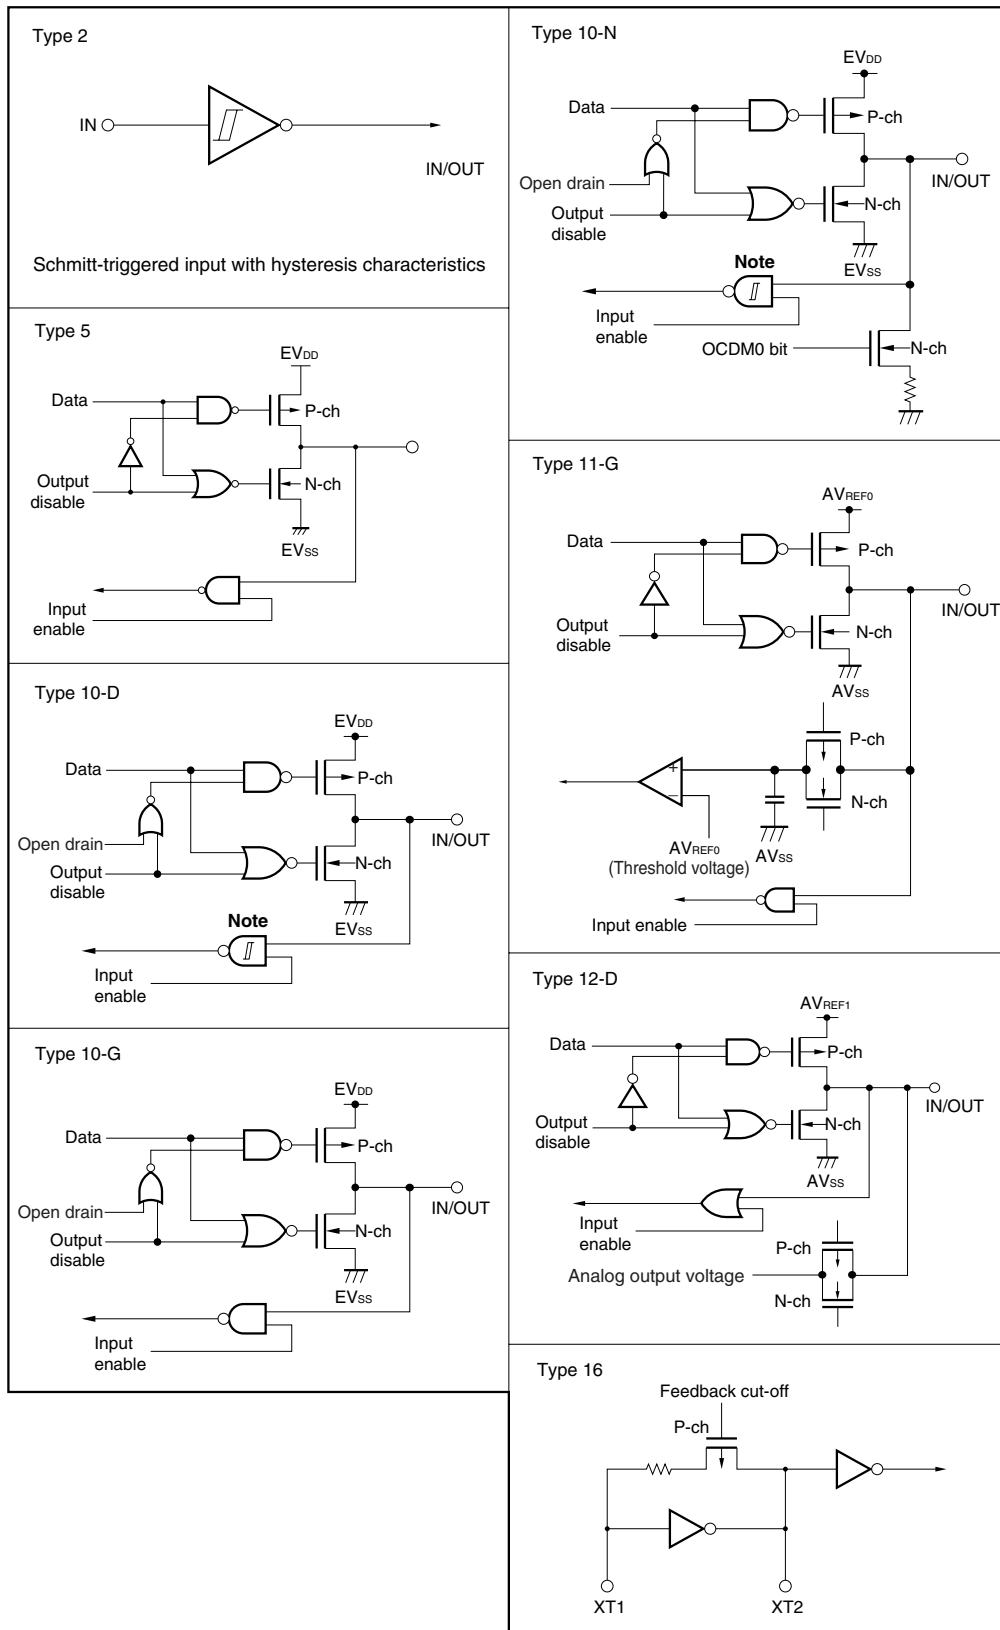 Type 2
IN
IN/OUT
Schmitt-triggered input with hysteresis characteristics
Type 5
EVDD
Data
P-ch
Output
disable
N-ch
EVSS
Input
enable
Type 10-D
EVDD
Data
P-ch
Open drain
IN/OUT
Output
disable
N-ch
EVSS
Note
Input
enable
Type 10-G
EVDD
Data
P-ch
Open drain
IN/OUT
Output
disable
N-ch
EVSS
Input
enable
Type 10-N
EVDD
Data
P-ch
Open drain
IN/OUT
Output
disable
N-ch
EVSS
Note
Input
enable
OCDM0 bit
N-ch
Type 11-G
AVREF0
Data
P-ch
IN/OUT
Output
disable
N-ch
AVSS
P-ch
+
−
N-ch
AVREF0
(Threshold voltage)
AVSS
Input enable
Type 12-D
AVREF1
Data
P-ch
IN/OUT
Output
disable
N-ch
AVSS
Input
enable
P-ch
Analog output voltage
N-ch
Type 16
Feedback cut-off
P-ch
XT1
XT2